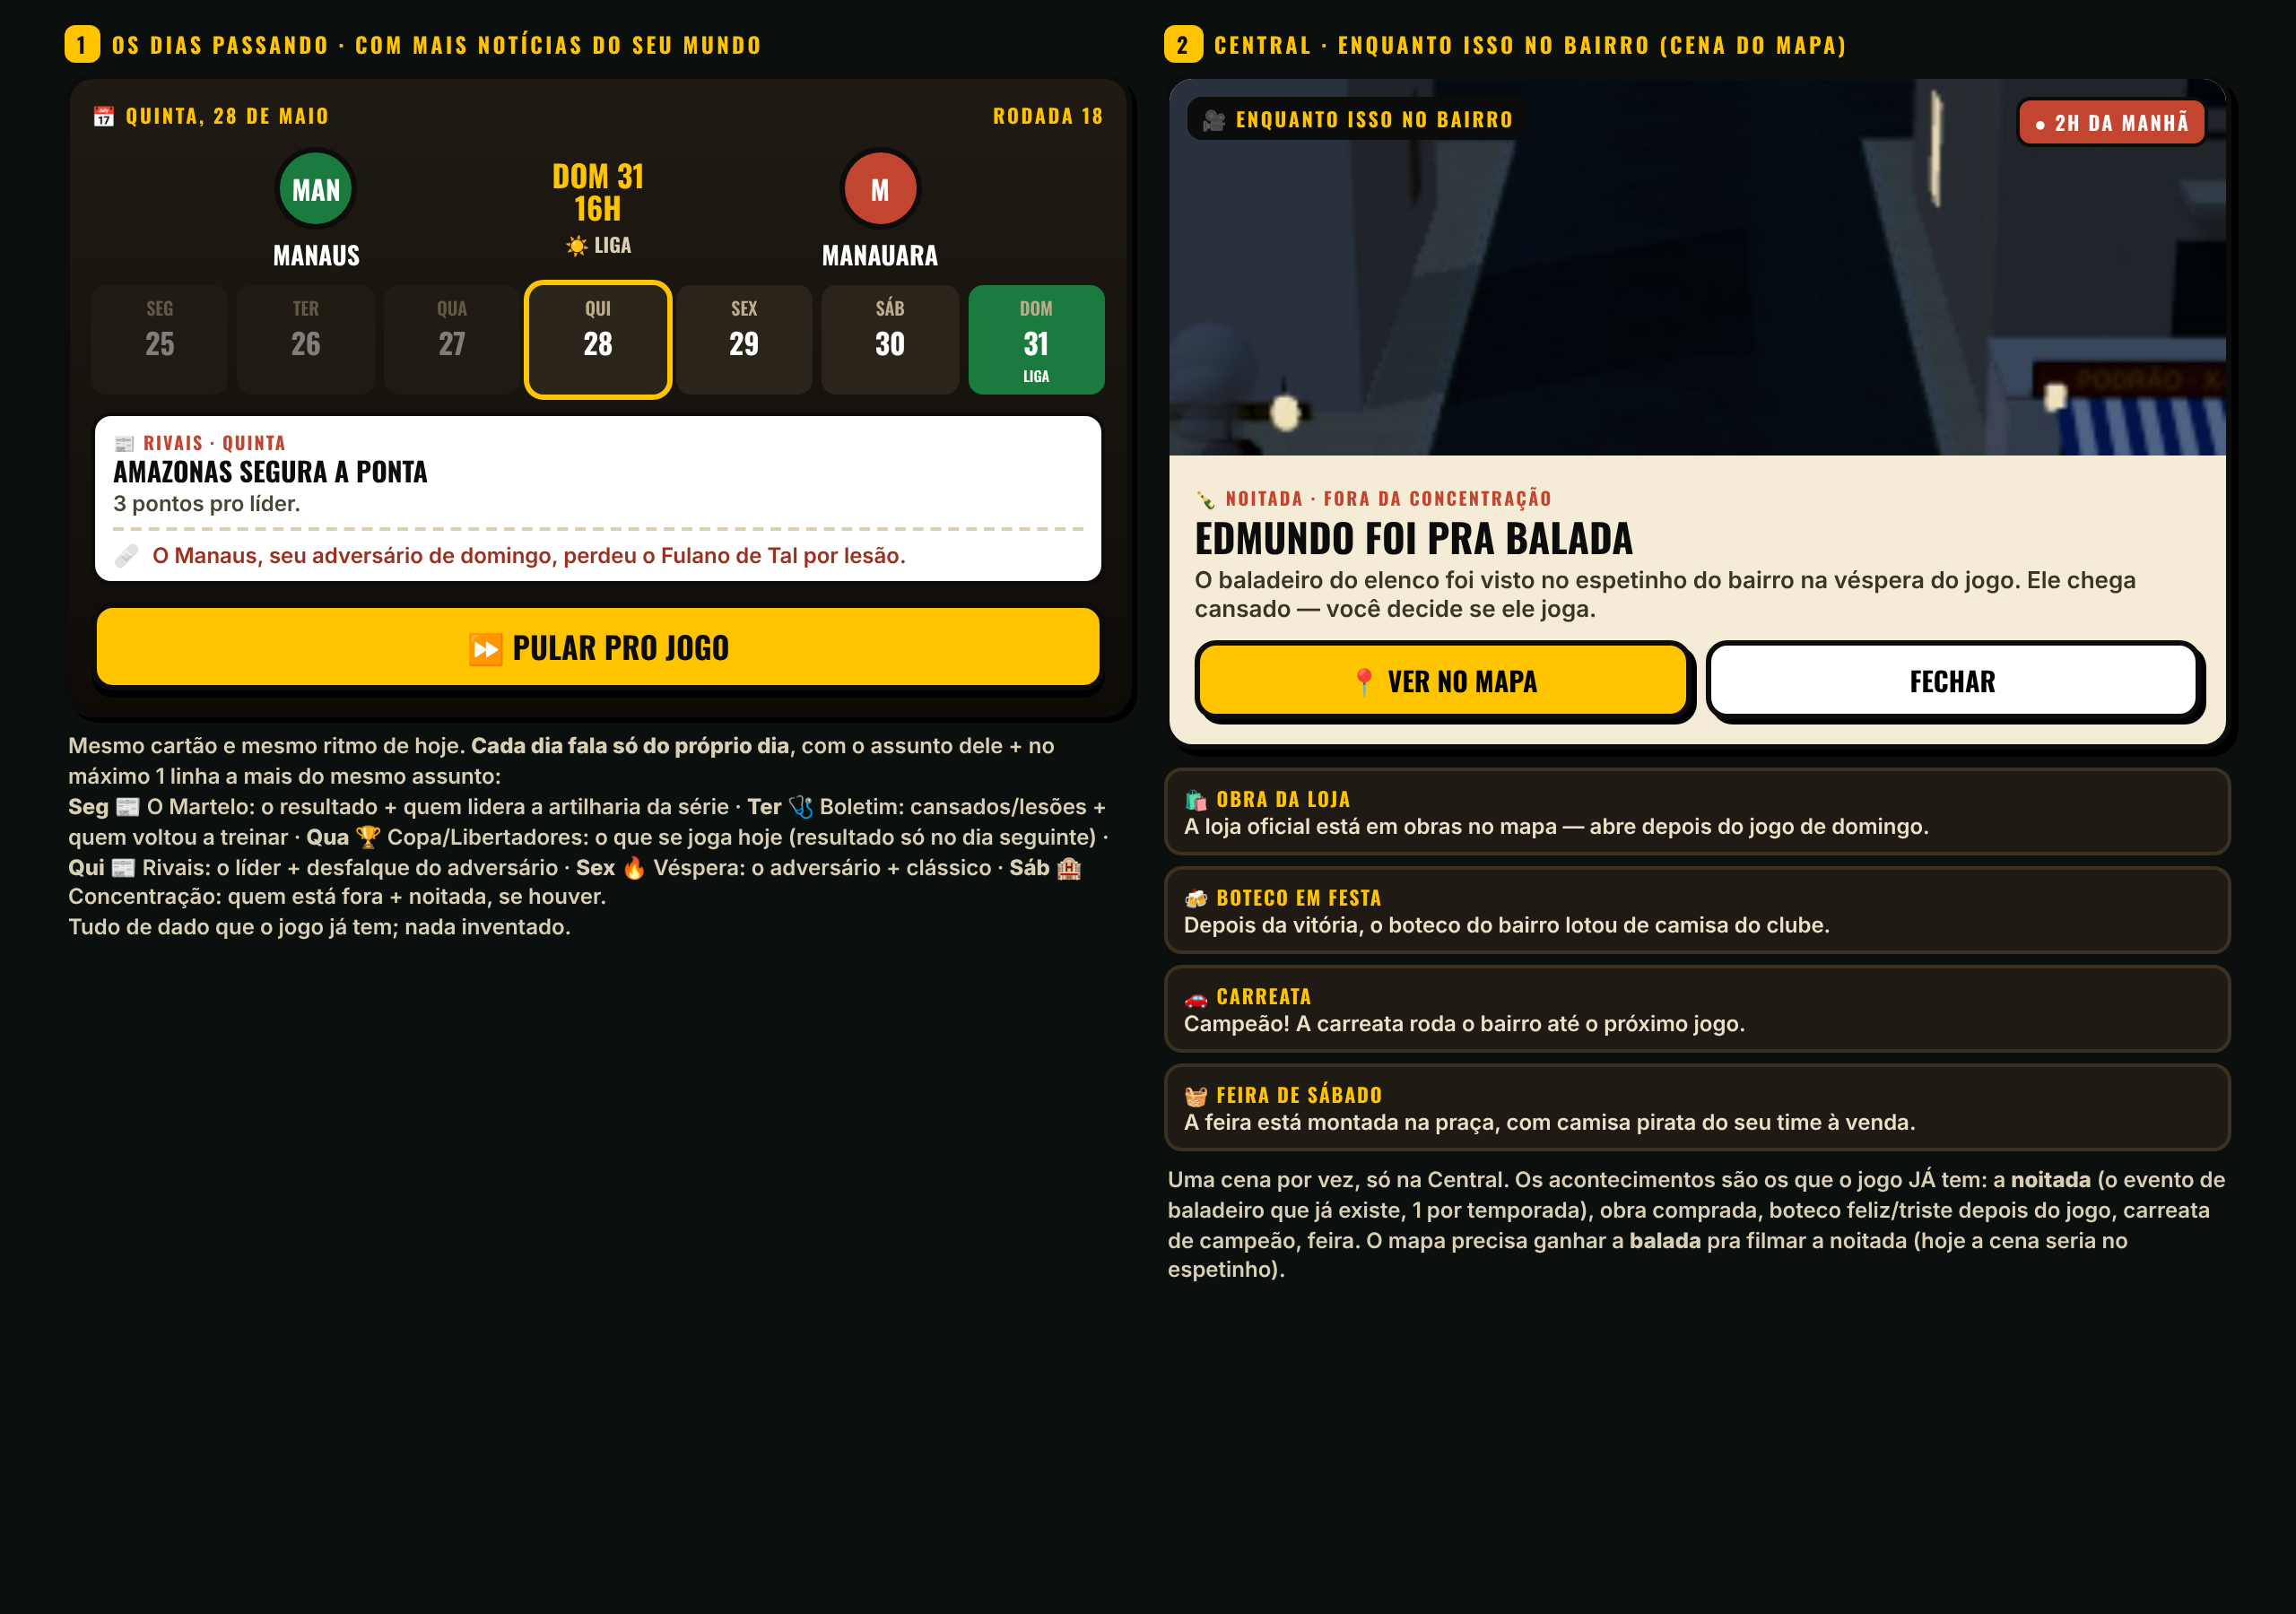 1 OS DIAS PASSANDO · COM MAIS NOTÍCIAS DO SEU MUNDO
QUINTA, 28 DE MAIO
RODADA 18
MAN
DOM 31
16H
LIGA
M
MANAUS
MANAUARA
SEG
25
TER
26
QUA
27
QUI
28
SEX
29
SÁB
30
DOM
31
LIGA
RIVAIS · QUINTA
AMAZONAS SEGURA A PONTA
3 pontos pro líder.
O Manaus, seu adversário de domingo, perdeu o Fulano de Tal por lesão.
PULAR PRO JOGO
Mesmo cartão e mesmo ritmo de hoje. Cada dia fala só do próprio dia, com o assunto dele + no
máximo 1 linha a mais do mesmo assunto:
Seg 📰 O Martelo: o resultado + quem lidera a artilharia da série · Ter 🩺 Boletim: cansados/lesões +
quem voltou a treinar · Qua 🏆 Copa/Libertadores: o que se joga hoje (resultado só no dia seguinte) ·
Qui 📰 Rivais: o líder + desfalque do adversário · Sex 🔥 Véspera: o adversário + clássico · Sáb 🏨
Concentração: quem está fora + noitada, se houver.
Tudo de dado que o jogo já tem; nada inventado.
2 CENTRAL · ENQUANTO ISSO NO BAIRRO (CENA DO MAPA)
ENQUANTO ISSO NO BAIRRO
● 2H DA MANHÃ
PODRÃO · X-
NOITADA · FORA DA CONCENTRAÇÃO
EDMUNDO FOI PRA BALADA
O baladeiro do elenco foi visto no espetinho do bairro na véspera do jogo. Ele chega
cansado — você decide se ele joga.
VER NO MAPA
FECHAR
OBRA DA LOJA
A loja oficial está em obras no mapa — abre depois do jogo de domingo.
BOTECO EM FESTA
Depois da vitória, o boteco do bairro lotou de camisa do clube.
CARREATA
Campeão! A carreata roda o bairro até o próximo jogo.
FEIRA DE SÁBADO
A feira está montada na praça, com camisa pirata do seu time à venda.
Uma cena por vez, só na Central. Os acontecimentos são os que o jogo JÁ tem: a noitada (o evento de
baladeiro que já existe, 1 por temporada), obra comprada, boteco feliz/triste depois do jogo, carreata
de campeão, feira. O mapa precisa ganhar a balada pra filmar a noitada (hoje a cena seria no
espetinho).